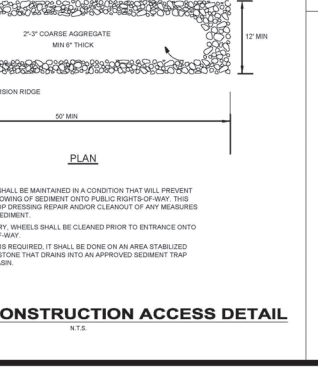 2"-3" COARSE AGGREGATE
MIN 6" THICK
12' MIN
RSION RIDGE
50' MIN
PLAN
SHALL BE MAINTAINED IN A CONDITION THAT WILL PREVENT
OWING OF SEDIMENT ONTO PUBLIC RIGHTS-OF-WAY. THIS
OP DRESSING REPAIR AND/OR CLEANOUT OF ANY MEASURES
EDIMENT.
RY, WHEELS SHALL BE CLEANED PRIOR TO ENTRANCE ONTO
F-WAY.
IS REQUIRED, IT SHALL BE DONE ON AN AREA STABILIZED
STONE THAT DRAINS INTO AN APPROVED SEDIMENT TRAP
ASIN.
ONSTRUCTION ACCESS DETAIL
N.T.S.